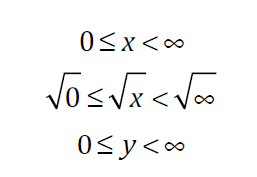 0 ≤ x < ∞
√0 ≤ √x < √∞
0 ≤ y < ∞